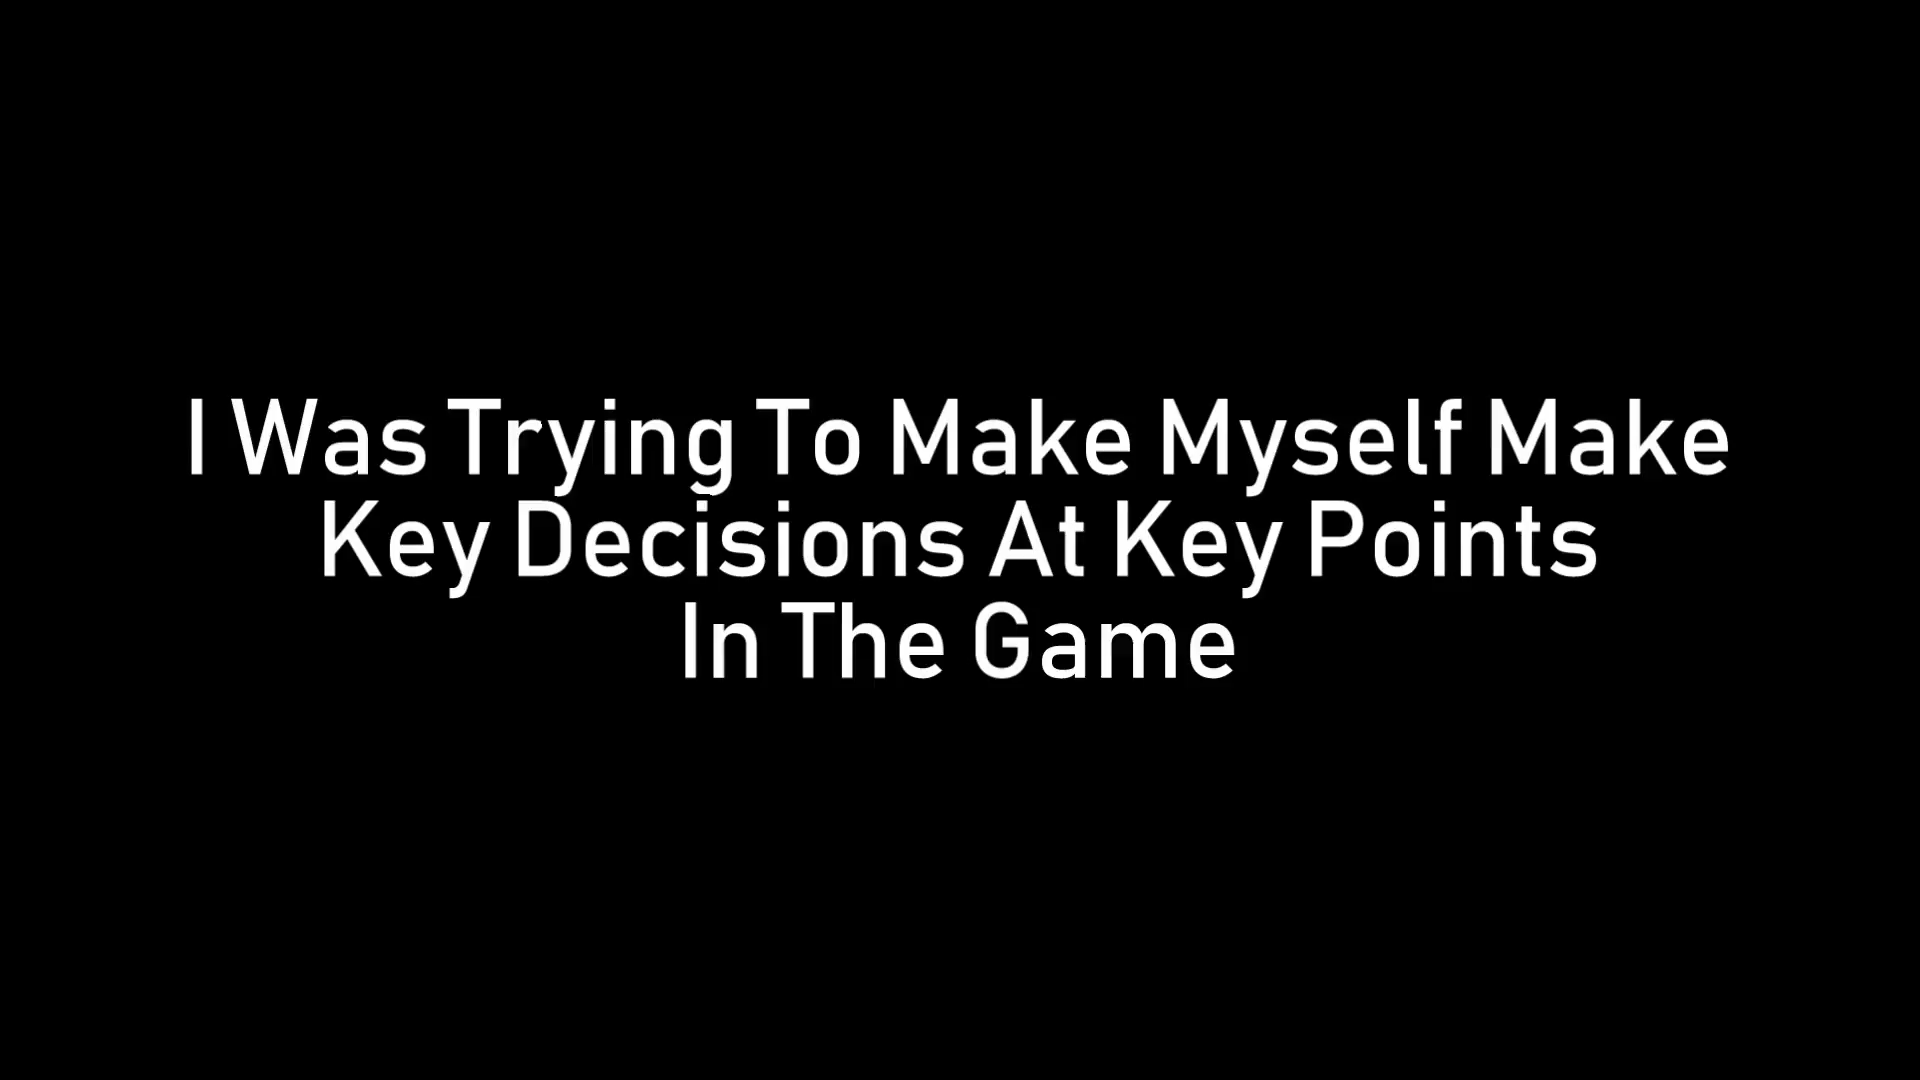 I Was Trying To Make Myself Make
Key Decisions At Key Points
In The Game